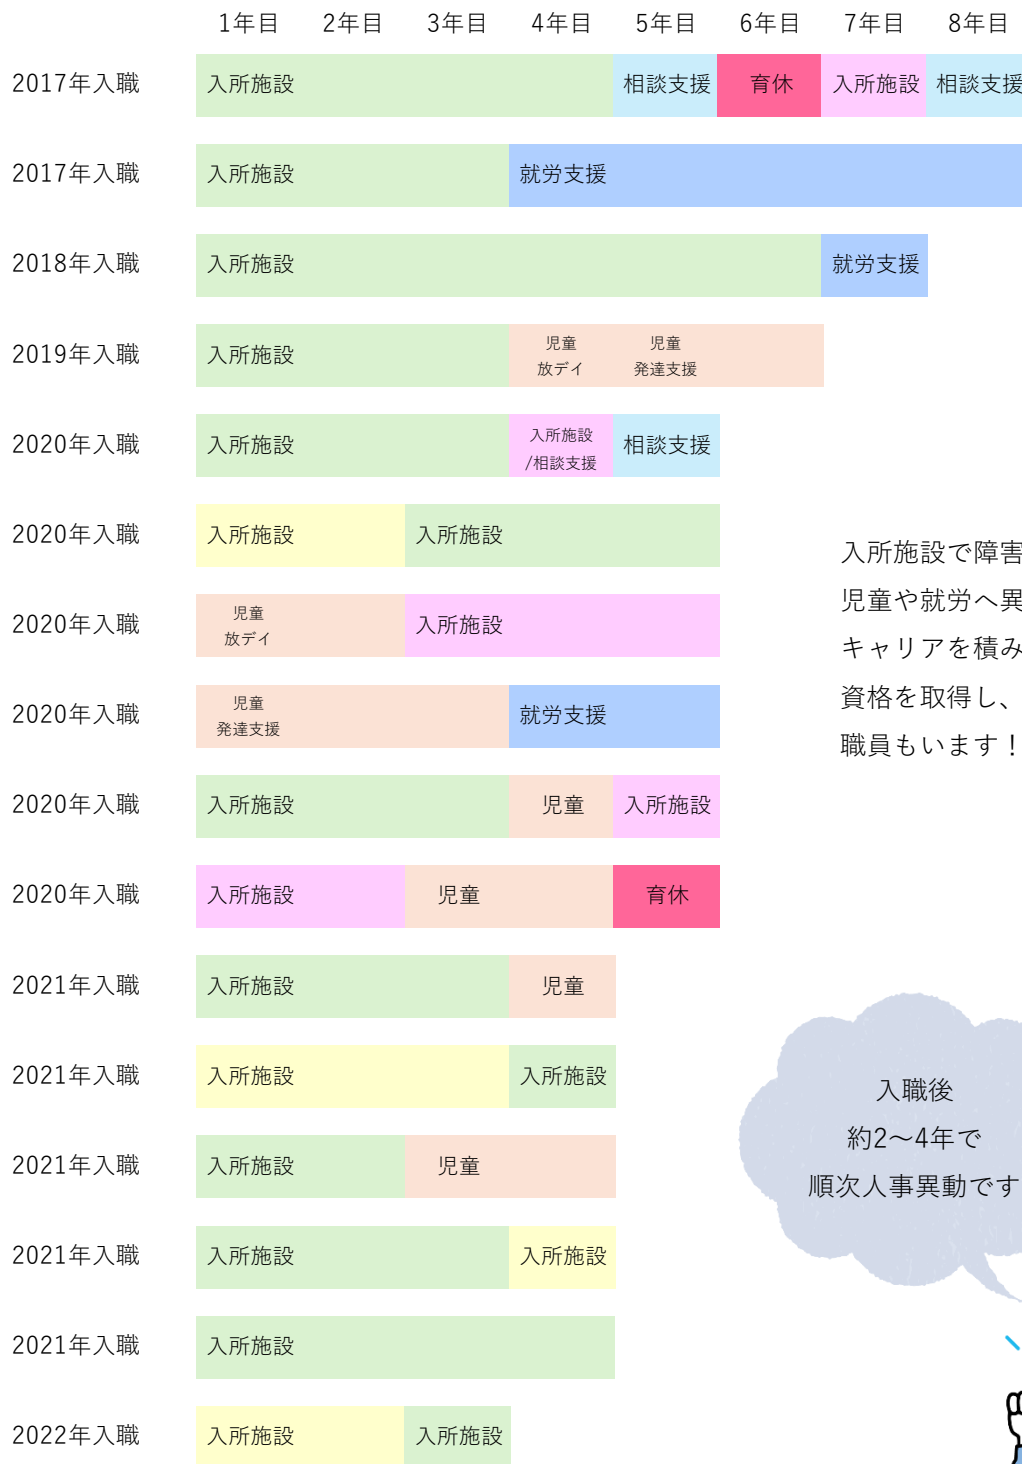 1年目 2年目 3年目 4年目 5年目 6年目 7年目 8年目
2017年入職 入所施設 相談支援 育休 入所施設 相談支援
2017年入職 入所施設 就労支援
2018年入職 入所施設 就労支援
2019年入職 入所施設 児童 放デイ 児童 発達支援
2020年入職 入所施設 入所施設 /相談支援 相談支援
2020年入職 入所施設 入所施設
2020年入職 児童 放デイ 入所施設
2020年入職 児童 発達支援 就労支援
2020年入職 入所施設 児童 入所施設
2020年入職 入所施設 児童 育休
2021年入職 入所施設 児童
2021年入職 入所施設 入所施設
2021年入職 入所施設 児童
2021年入職 入所施設 入所施設
2021年入職 入所施設
2022年入職 入所施設 入所施設
入所施設で障害
児童や就労へ異
キャリアを積み
資格を取得し、
職員もいます!
入職後
約2〜4年で
順次人事異動です